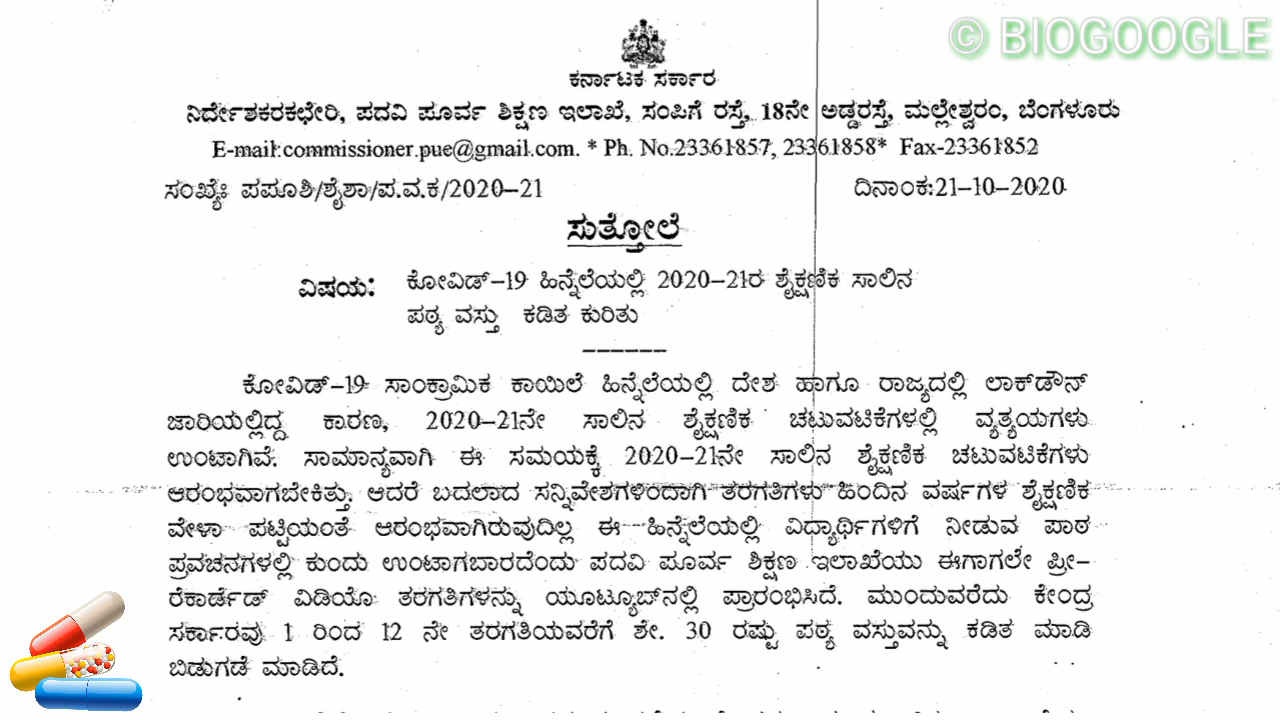 © BIOGOOGLE
ಕರ್ನಾಟಕ ಸರ್ಕಾರ
ನಿರ್ದೇಶಕರಕಛೇರಿ, ಪದವಿ ಪೂರ್ವ ಶಿಕ್ಷಣ ಇಲಾಖೆ, ಸಂಪಿಗೆ ರಸ್ತೆ, 18ನೇ ಅಡ್ಡರಸ್ತೆ, ಮಲ್ಲೇಶ್ವರಂ, ಬೆಂಗಳೂರು
E-mail:commissioner.pue@gmail.com. * Ph. No.23361857, 23361858* Fax-23361852
ಸಂಖ್ಯೆ: ಪಪೂಶಿ/ಶೈಶಾ/ಪ.ವ.ಕ/2020–21 ದಿನಾಂಕ:21–10–2020
ಸುತ್ತೋಲೆ
ವಿಷಯ: ಕೋವಿಡ್–19 ಹಿನ್ನೆಲೆಯಲ್ಲಿ 2020–21ರ ಶೈಕ್ಷಣಿಕ ಸಾಲಿನ
ಪಠ್ಯ ವಸ್ತು ಕಡಿತ ಕುರಿತು
––––––
ಕೋವಿಡ್–19 ಸಾಂಕ್ರಾಮಿಕ ಕಾಯಿಲೆ ಹಿನ್ನೆಲೆಯಲ್ಲಿ ದೇಶ ಹಾಗೂ ರಾಜ್ಯದಲ್ಲಿ ಲಾಕ್‌ಡೌನ್
ಜಾರಿಯಲ್ಲಿದ್ದ ಕಾರಣ, 2020–21ನೇ ಸಾಲಿನ ಶೈಕ್ಷಣಿಕ ಚಟುವಟಿಕೆಗಳಲ್ಲಿ ವ್ಯತ್ಯಯಗಳು
ಉಂಟಾಗಿವೆ. ಸಾಮಾನ್ಯವಾಗಿ ಈ ಸಮಯಕ್ಕೆ 2020–21ನೇ ಸಾಲಿನ ಶೈಕ್ಷಣಿಕ ಚಟುವಟಿಕೆಗಳು
ಆರಂಭವಾಗಬೇಕಿತ್ತು. ಆದರೆ ಬದಲಾದ ಸನ್ನಿವೇಶಗಳಿಂದಾಗಿ ತರಗತಿಗಳು ಹಿಂದಿನ ವರ್ಷಗಳ ಶೈಕ್ಷಣಿಕ
ವೇಳಾ ಪಟ್ಟಿಯಂತೆ ಆರಂಭವಾಗಿರುವುದಿಲ್ಲ ಈ ಹಿನ್ನೆಲೆಯಲ್ಲಿ ವಿದ್ಯಾರ್ಥಿಗಳಿಗೆ ನೀಡುವ ಪಾಠ
ಪ್ರವಚನಗಳಲ್ಲಿ ಕುಂದು ಉಂಟಾಗಬಾರದೆಂದು ಪದವಿ ಪೂರ್ವ ಶಿಕ್ಷಣ ಇಲಾಖೆಯು ಈಗಾಗಲೇ ಪ್ರೀ–
ರೆಕಾರ್ಡೆಡ್ ವಿಡಿಯೊ ತರಗತಿಗಳನ್ನು ಯೂಟ್ಯೂಬ್‌ನಲ್ಲಿ ಪ್ರಾರಂಭಿಸಿದೆ. ಮುಂದುವರೆದು ಕೇಂದ್ರ
ಸರ್ಕಾರವು 1 ರಿಂದ 12 ನೇ ತರಗತಿಯವರೆಗೆ ಶೇ. 30 ರಷ್ಟು ಪಠ್ಯ ವಸ್ತುವನ್ನು ಕಡಿತ ಮಾಡಿ
ಬಿಡುಗಡೆ ಮಾಡಿದೆ.